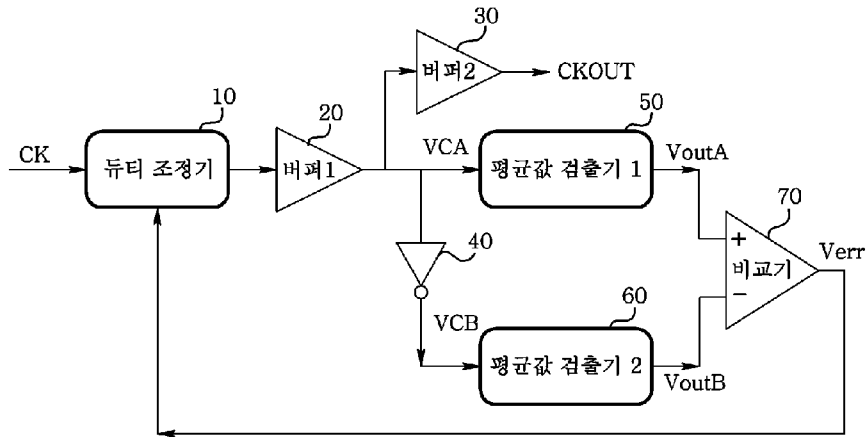 30
버퍼2
CKOUT
10
20
50
CK
듀티 조정기
버퍼1
VCA
평균값 검출기 1
VoutA
70
40
+
비교기
Verr
−
VCB
60
평균값 검출기 2
VoutB